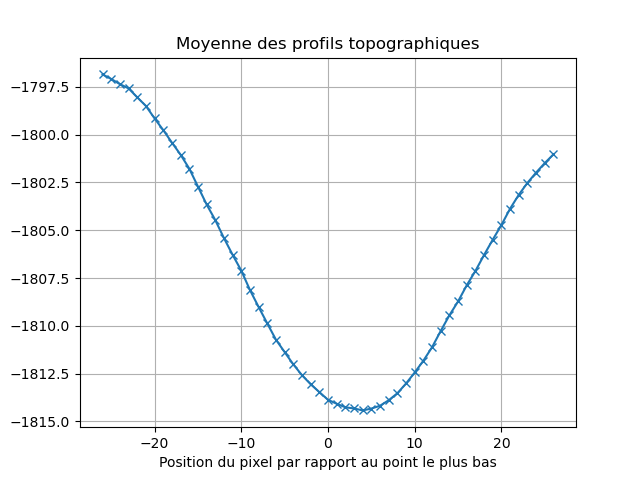 Moyenne des profils topographiques
−1797.5
−1800.0
−1802.5
−1805.0
−1807.5
−1810.0
−1812.5
−1815.0
−20 −10 0 10 20
Position du pixel par rapport au point le plus bas